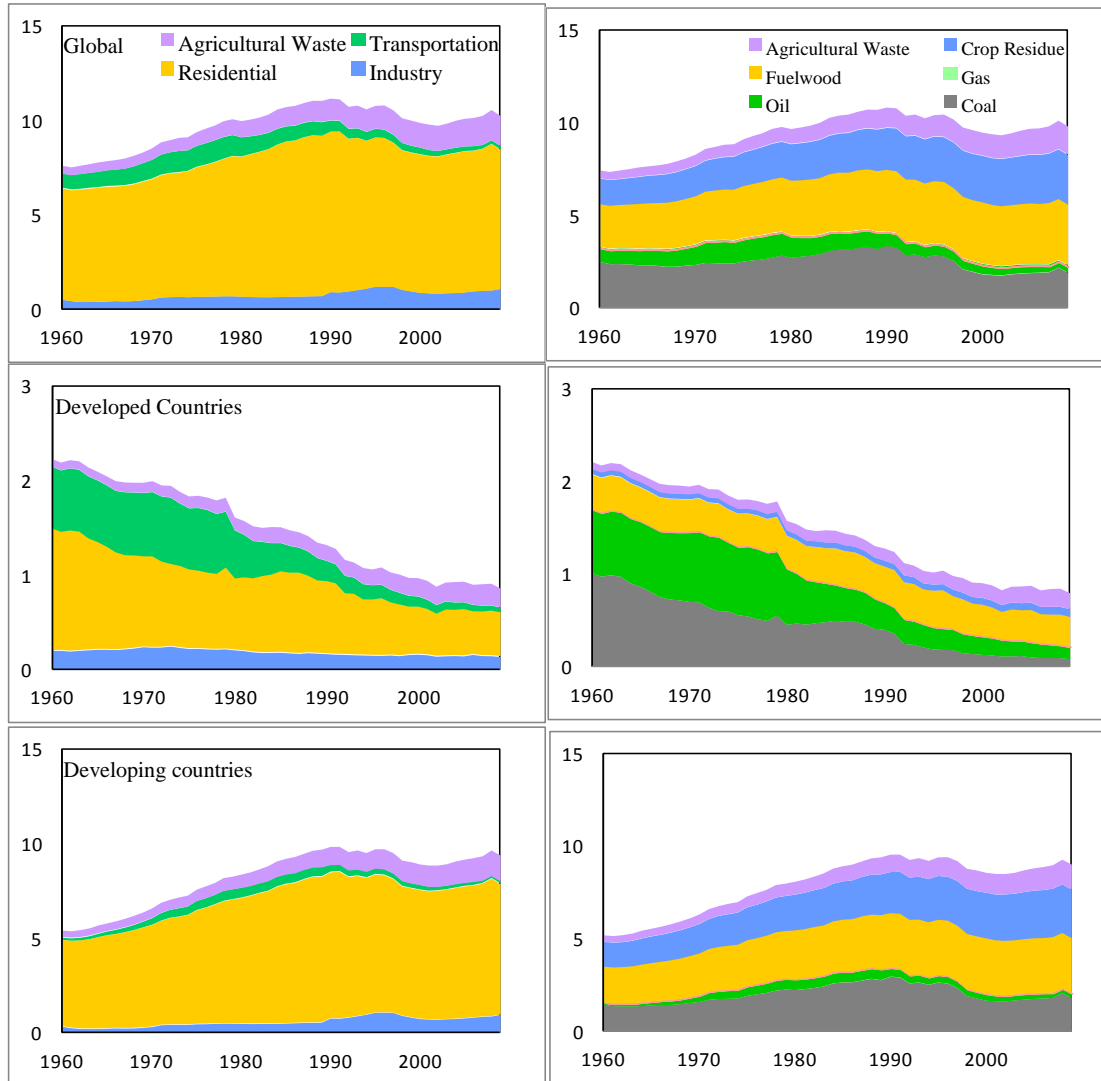 15
Global
Agricultural Waste
Transportation
Residential
Industry
10
5
0
1960 1970 1980 1990 2000
15
Agricultural Waste
Crop Residue
Fuelwood
Gas
Oil
Coal
10
5
0
1960 1970 1980 1990 2000
3
Developed Countries
2
1
0
1960 1970 1980 1990 2000
3
2
1
0
1960 1970 1980 1990 2000
15
Developing countries
10
5
0
1960 1970 1980 1990 2000
15
10
5
0
1960 1970 1980 1990 2000